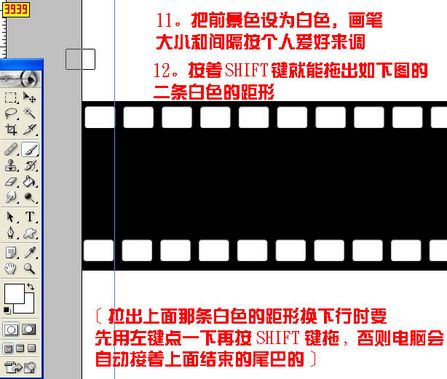 3939
11。把前景色设为白色，画笔
大小和间隔按个人爱好来调
12。按着SHIFT键就能拖出如下图的
二条白色的距形
〔拉出上面那条白色的距形换下行时要
先用左键点一下再按SHIFT键拖，否则电脑会
自动接着上面结束的尾巴的〕